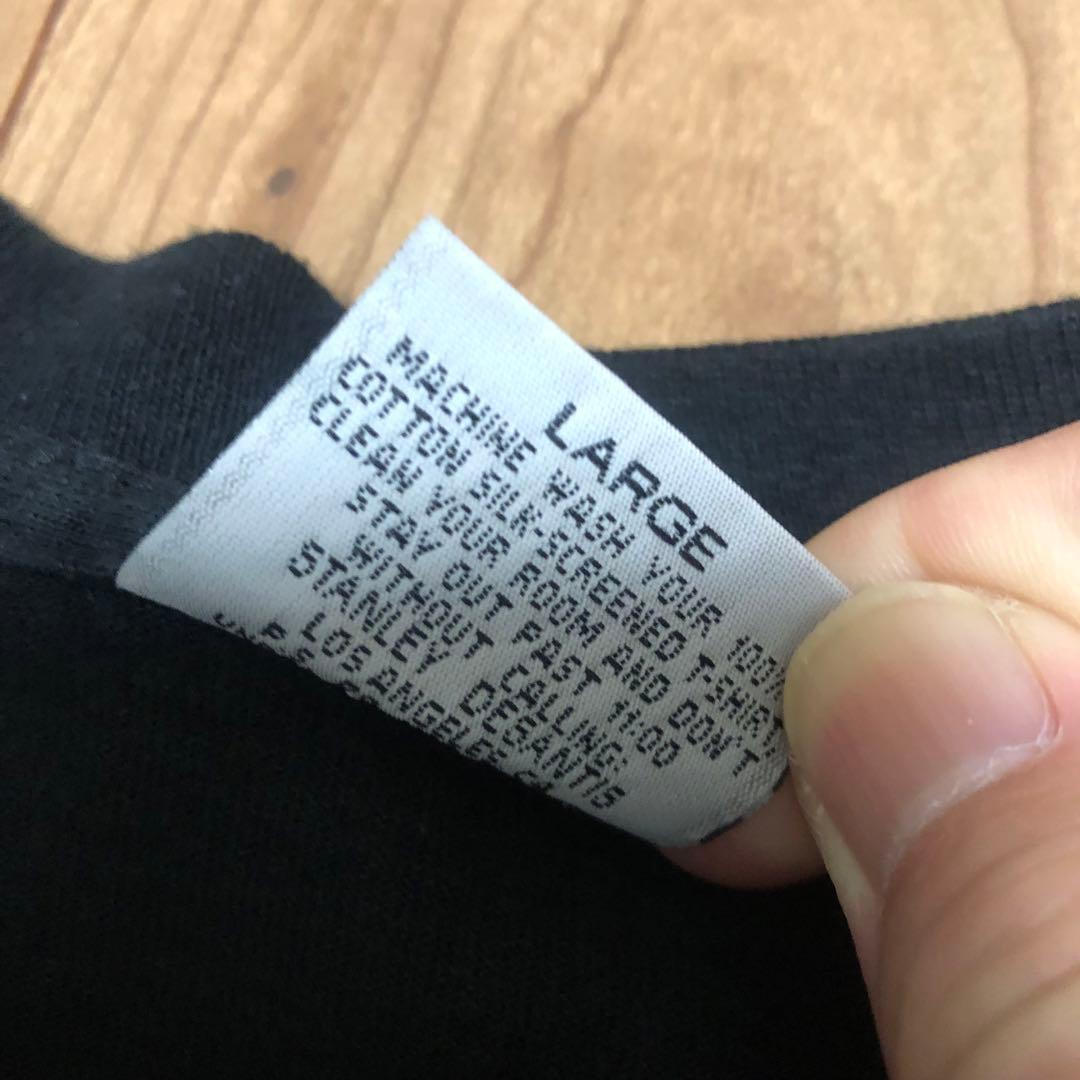 LARGE
MACHINE WASH YOUR 100%
COTTON SILK-SCREENED T-SHIRT,
CLEAN YOUR ROOM AND DON'T
STAY OUT PAST 11:00
WITHOUT CALLING.
STANLEY DESANTIS
LOS ANGELES CA